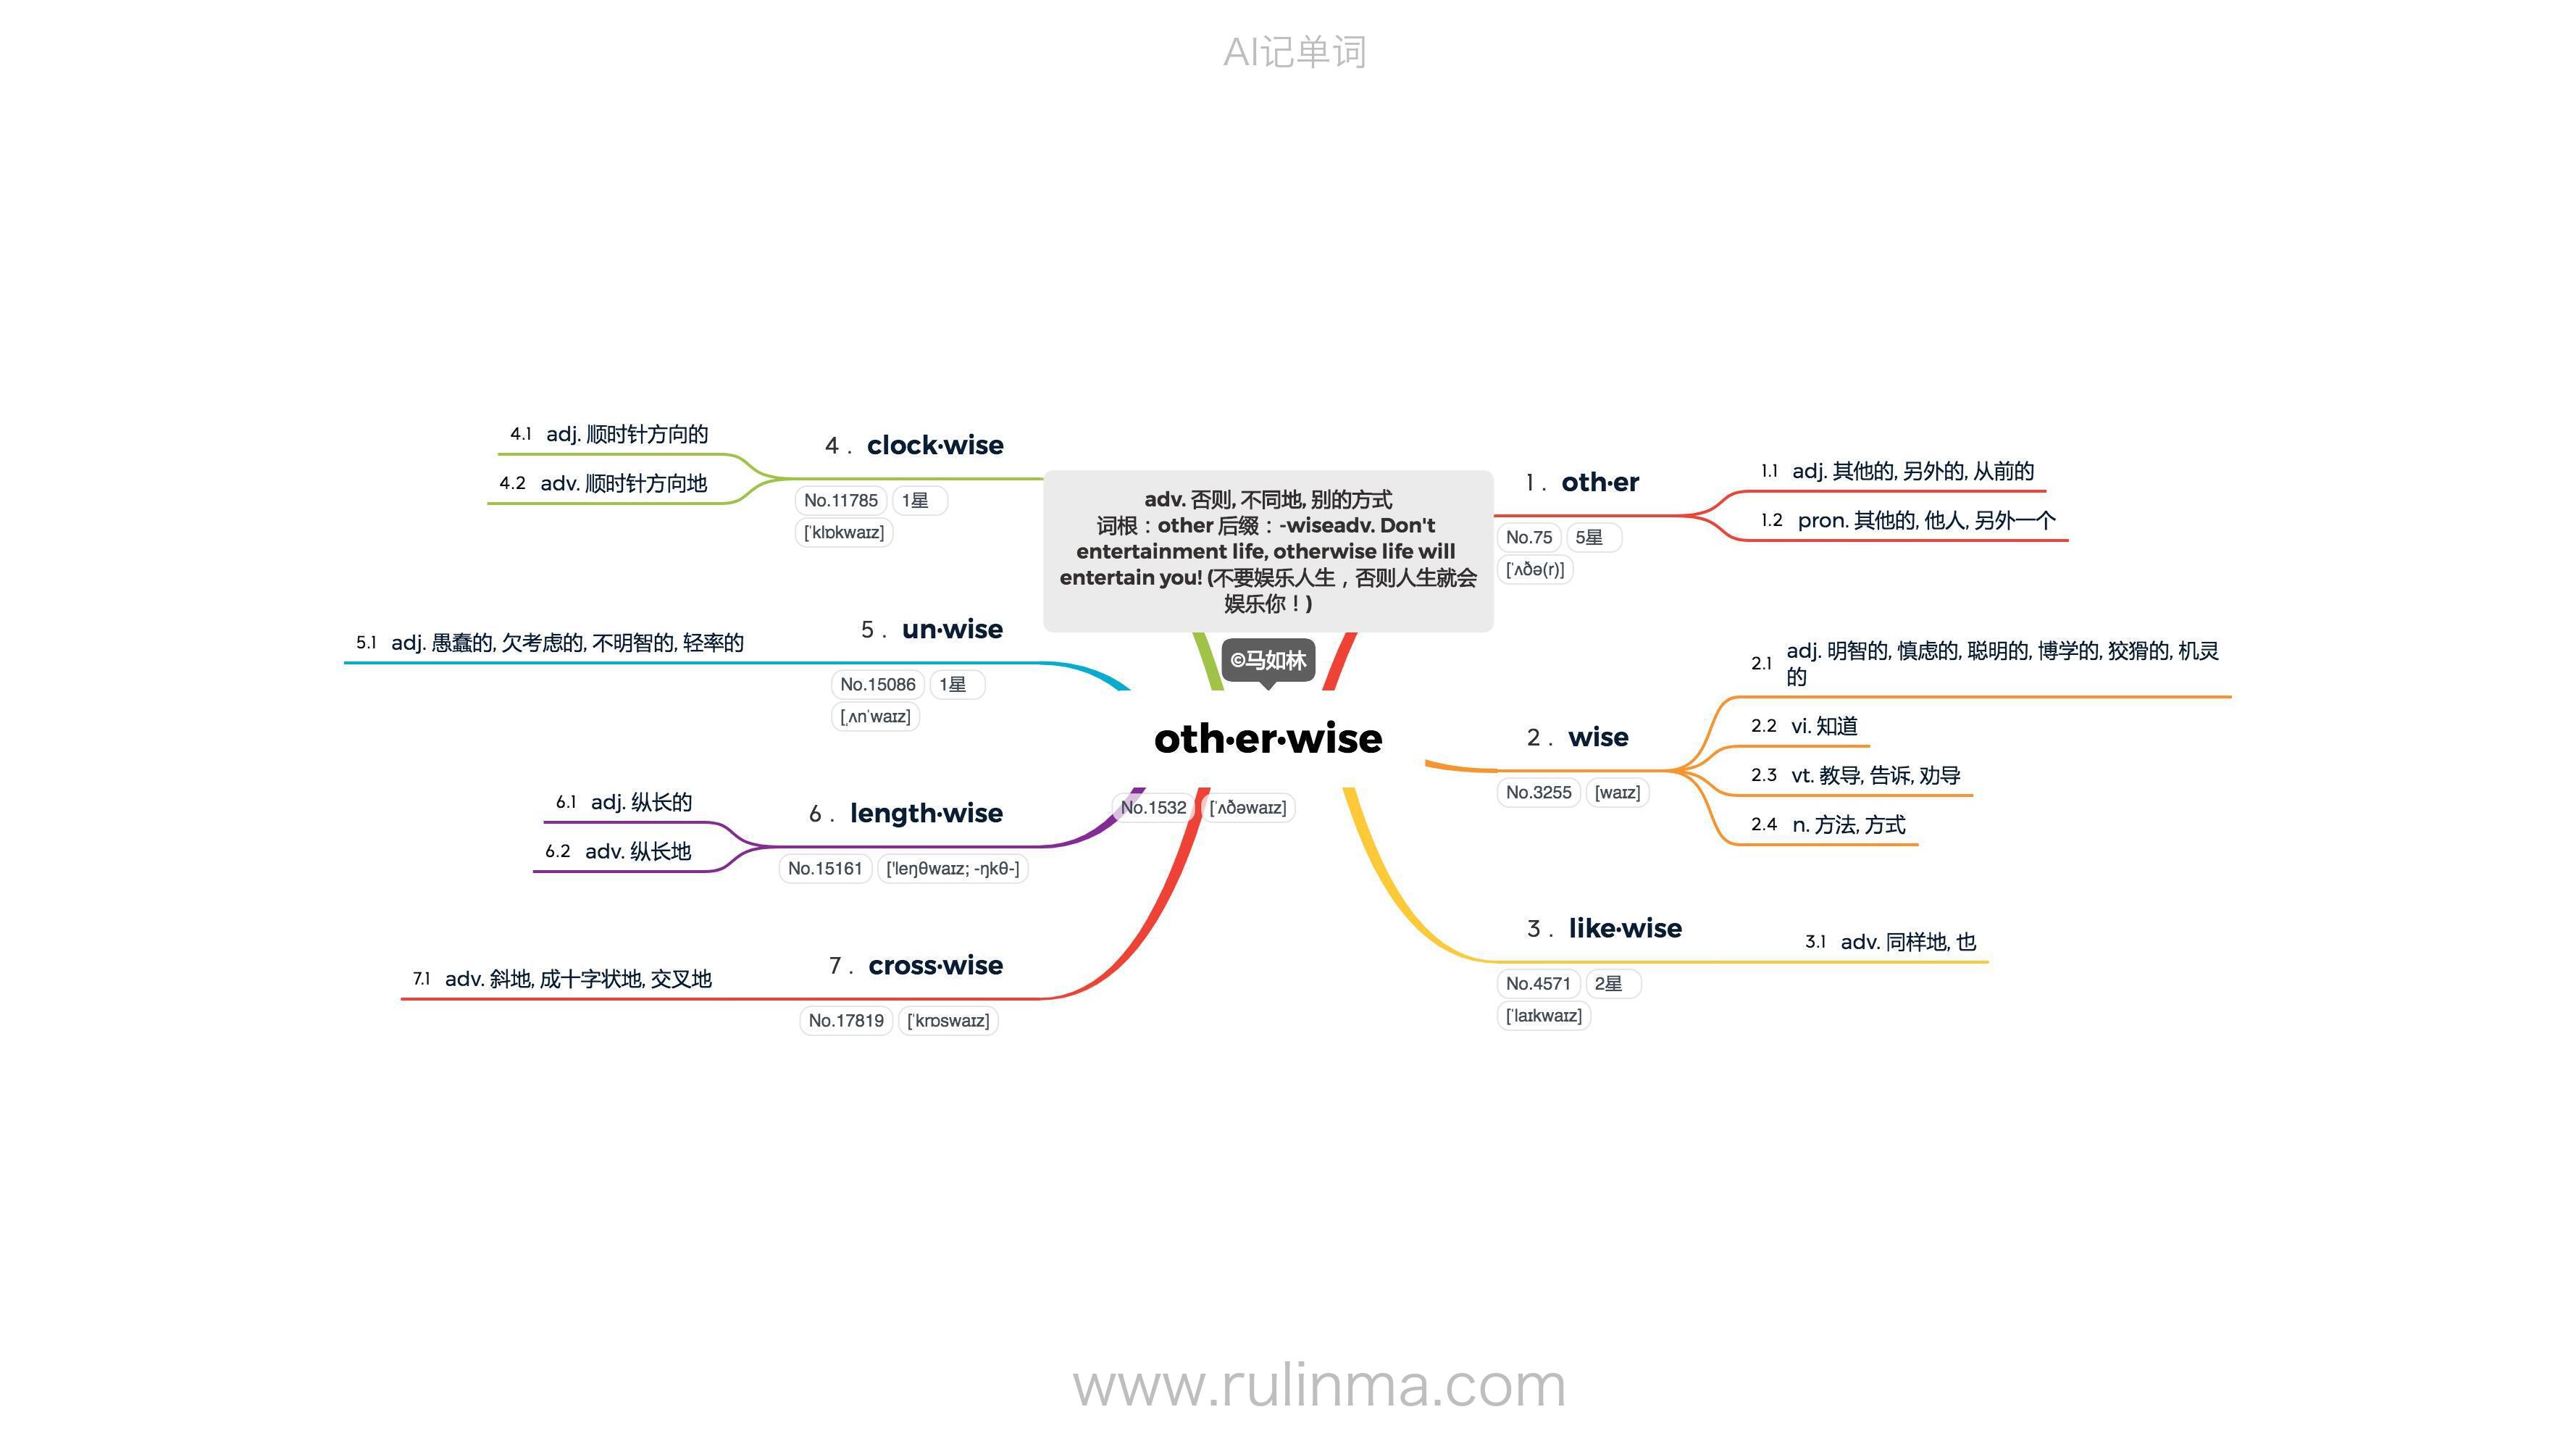 AI记单词
adv. 否则, 不同地, 别的方式
词根：other 后缀：-wiseadv. Don't
entertainment life, otherwise life will
entertain you! (不要娱乐人生，否则人生就会
娱乐你！)
©马如林
oth·er·wise
No.1532 [ˈʌðəwaɪz]
1. oth·er
No.75 5星
[ˈʌðə(r)]
1.1 adj. 其他的, 另外的, 从前的
1.2 pron. 其他的, 他人, 另外一个
2. wise
No.3255 [waɪz]
2.1 adj. 明智的, 慎虑的, 聪明的, 博学的, 狡猾的, 机灵
的
2.2 vi. 知道
2.3 vt. 教导, 告诉, 劝导
2.4 n. 方法, 方式
3. like·wise
No.4571 2星
[ˈlaɪkwaɪz]
3.1 adv. 同样地, 也
4. clock·wise
No.11785 1星
[ˈklɒkwaɪz]
4.1 adj. 顺时针方向的
4.2 adv. 顺时针方向地
5. un·wise
No.15086 1星
[ˌʌnˈwaɪz]
5.1 adj. 愚蠢的, 欠考虑的, 不明智的, 轻率的
6. length·wise
No.15161 ['leŋθwaɪz; -ŋkθ-]
6.1 adj. 纵长的
6.2 adv. 纵长地
7. cross·wise
No.17819 [ˈkrɒswaɪz]
7.1 adv. 斜地, 成十字状地, 交叉地
www.rulinma.com